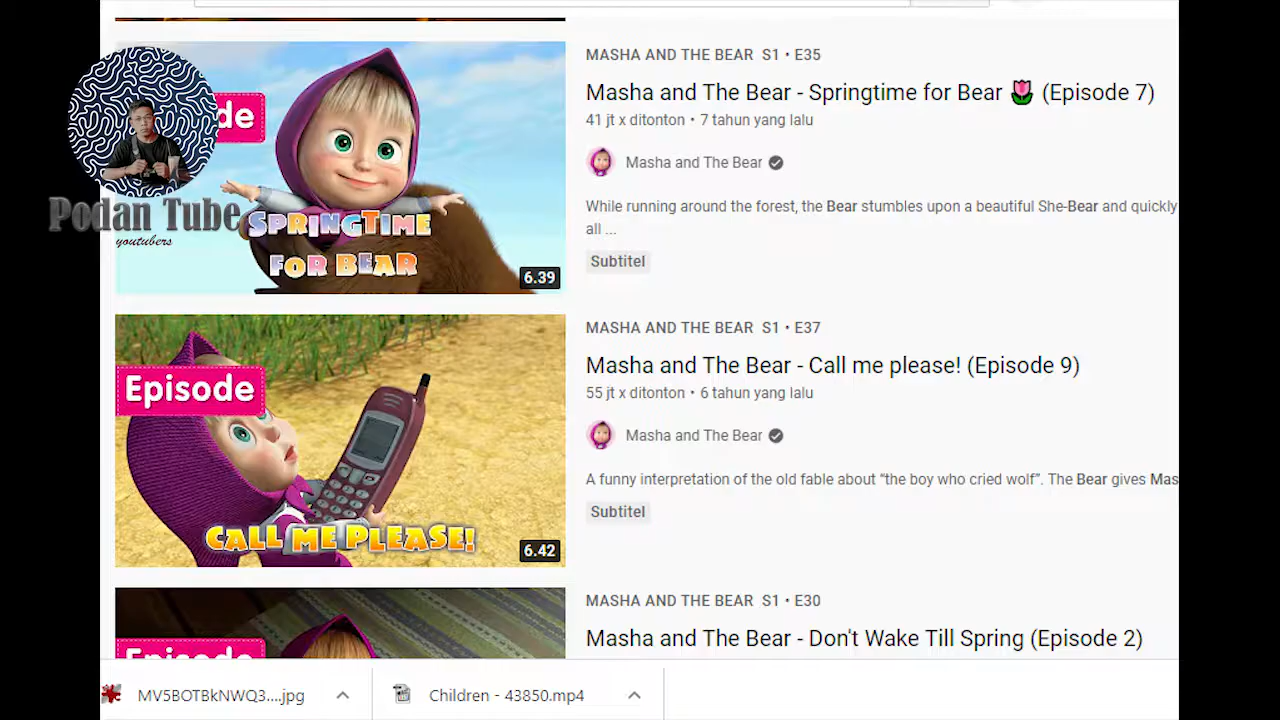 MASHA AND THE BEAR S1 • E35
Masha and The Bear - Springtime for Bear 🌷 (Episode 7)
41 jt x ditonton • 7 tahun yang lalu
Masha and The Bear
While running around the forest, the Bear stumbles upon a beautiful She-Bear and quickly
all ...
Subtitel
de
Podan Tube
youtubers
SPRINGTIME
FOR BEAR
6.39
MASHA AND THE BEAR S1 • E37
Masha and The Bear - Call me please! (Episode 9)
55 jt x ditonton • 6 tahun yang lalu
Masha and The Bear
A funny interpretation of the old fable about “the boy who cried wolf”. The Bear gives Mas
Subtitel
Episode
CALL ME PLEASE!
6.42
MASHA AND THE BEAR S1 • E30
Masha and The Bear - Don't Wake Till Spring (Episode 2)
Episode
MV5BOTBkNWQ3....jpg
Children - 43850.mp4